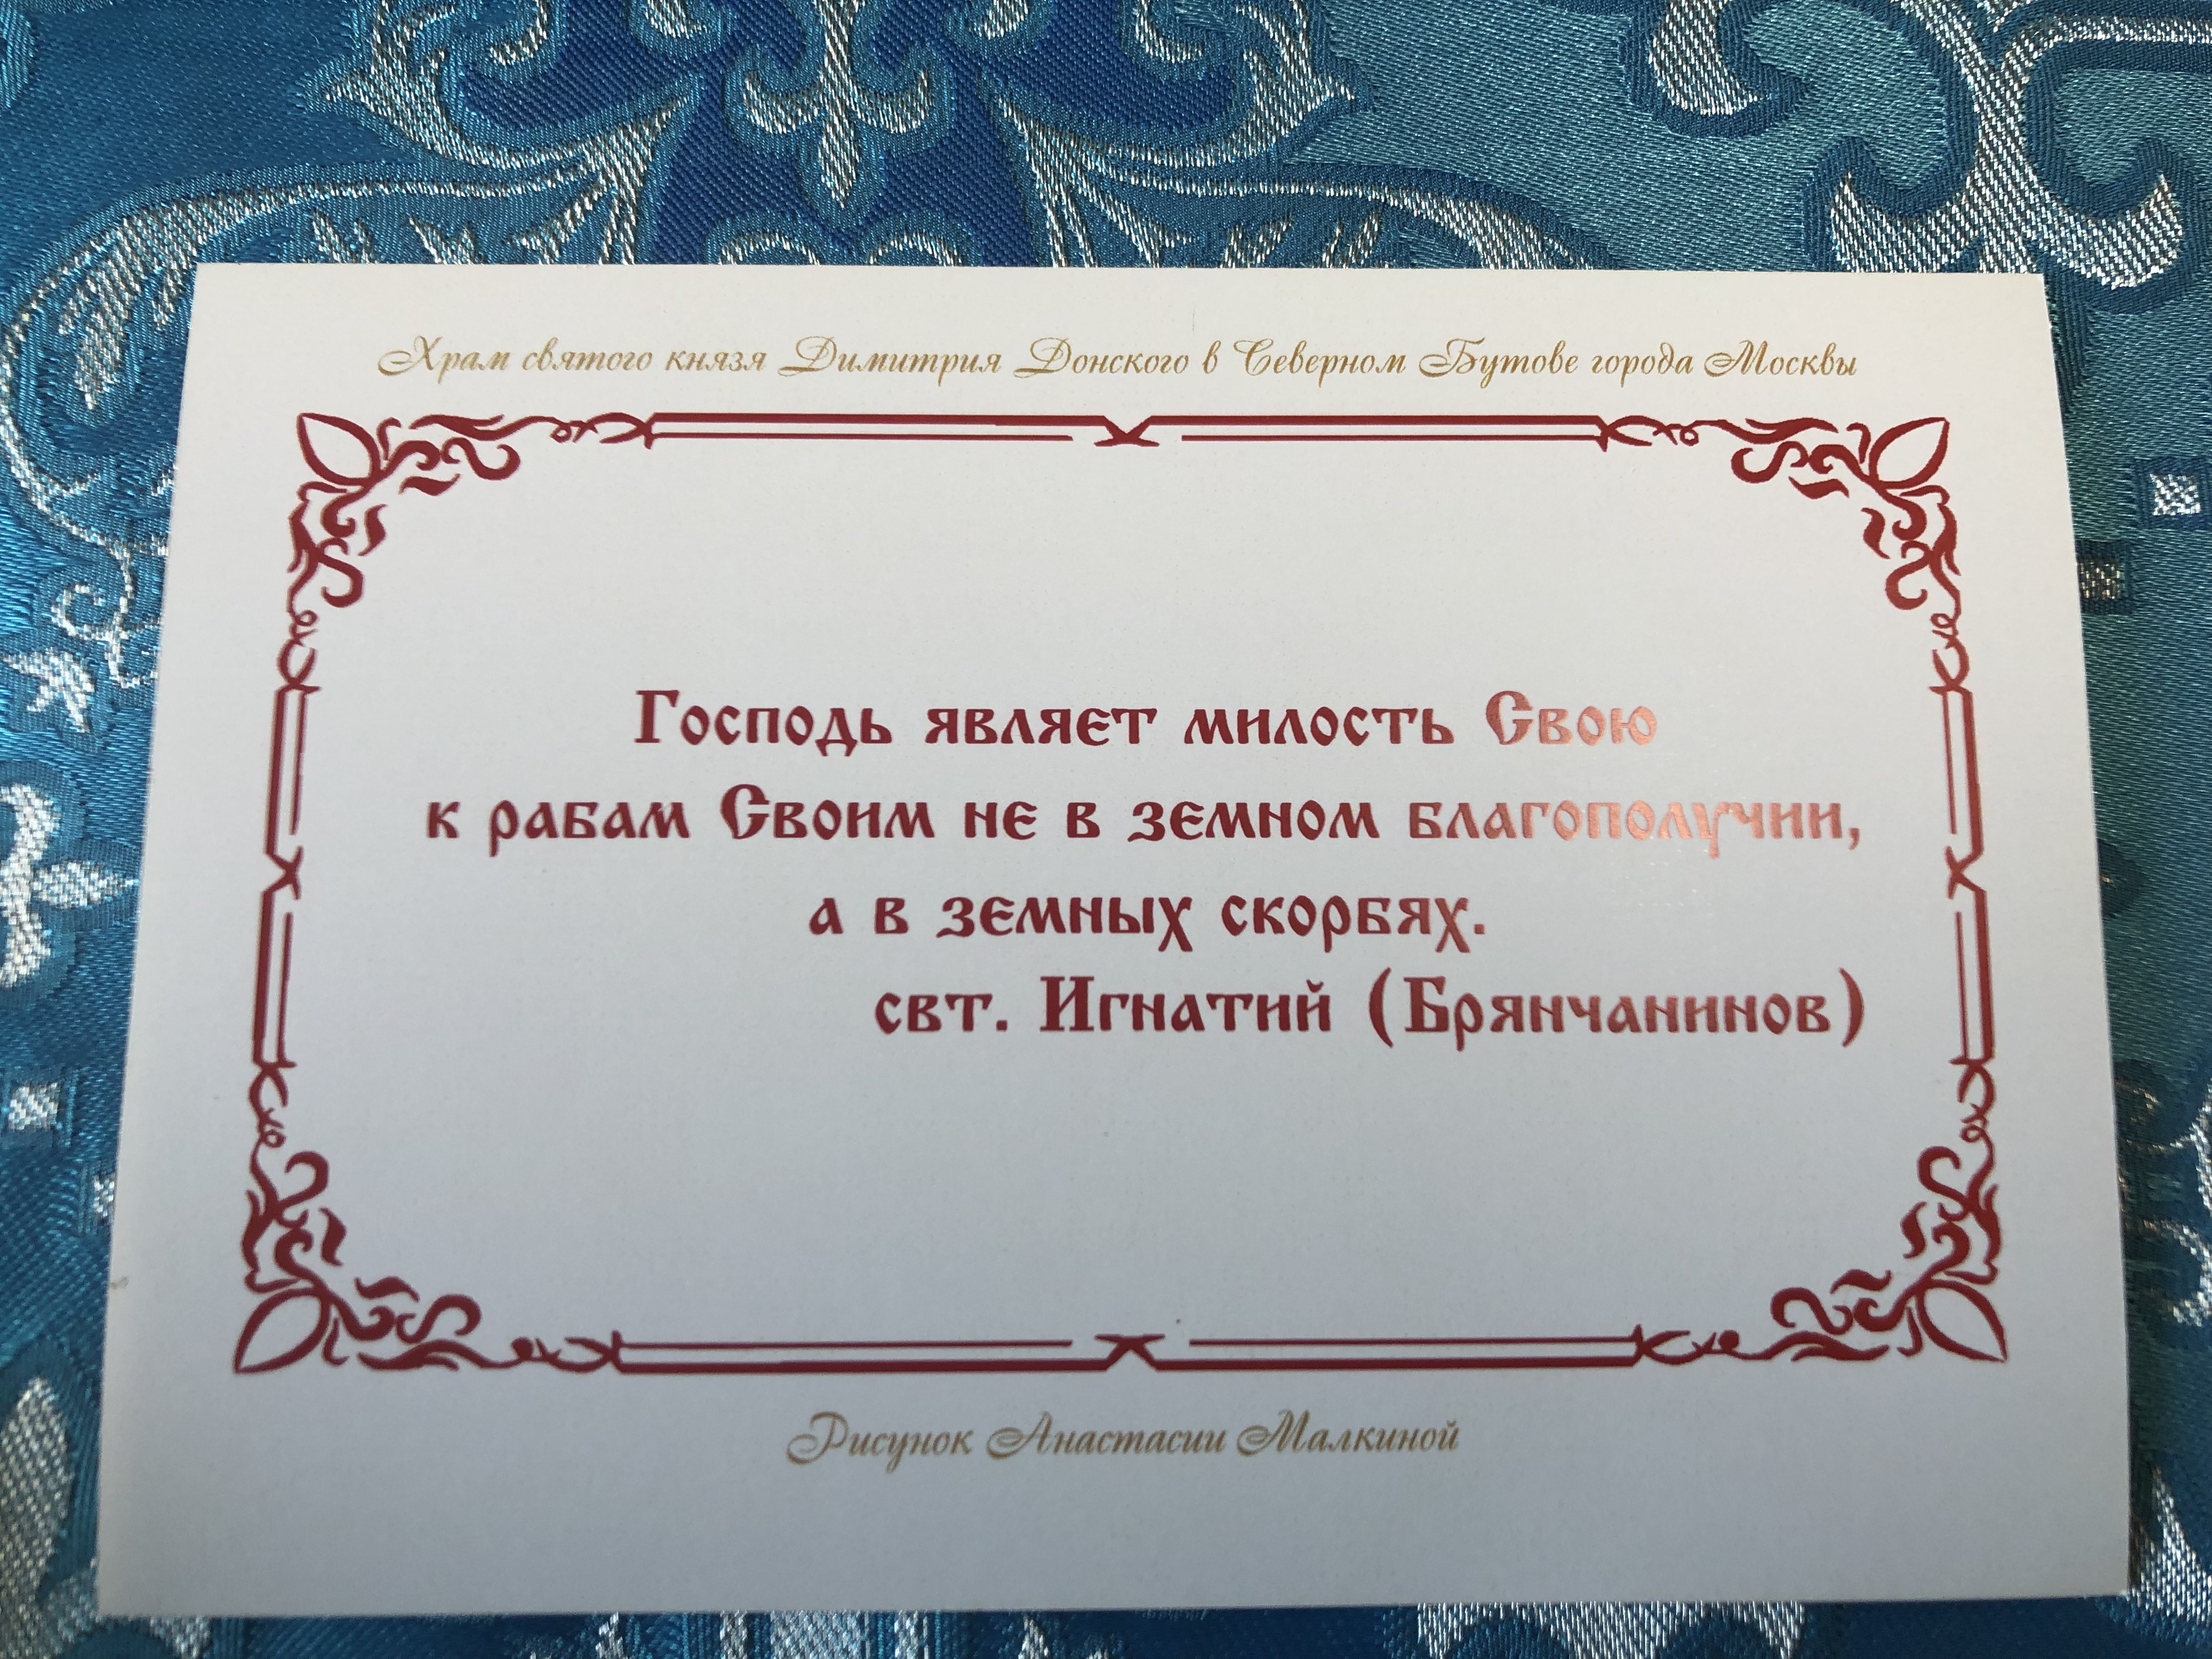 Храм святого князя Димитрия Донского в Северном Бутове города Москвы
Господь являет милость Свою
к рабам Своим не в земном благополучии,
а в земных скорбях.
свт. Игнатий (Брянчанинов)
Рисунок Анастасии Малкиной